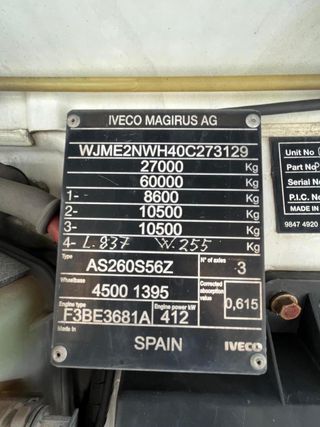 IVECO MAGIRUS AG
WJME2NWH40C273129
27000 Kg
60000 Kg
1- 8600 Kg
2- 10500 Kg
3- 10500 Kg
4- L.837 W.255 Kg
Type AS260S56Z N° of axles 3
Wheelbase 4500 1395 Corrected absorption value 0,615
Engine type F3BE3681A Engine power kW 412
Made in SPAIN IVECO
Unit No
Part No
Serial No
P.I.C. No
MADE IN
9847 4920